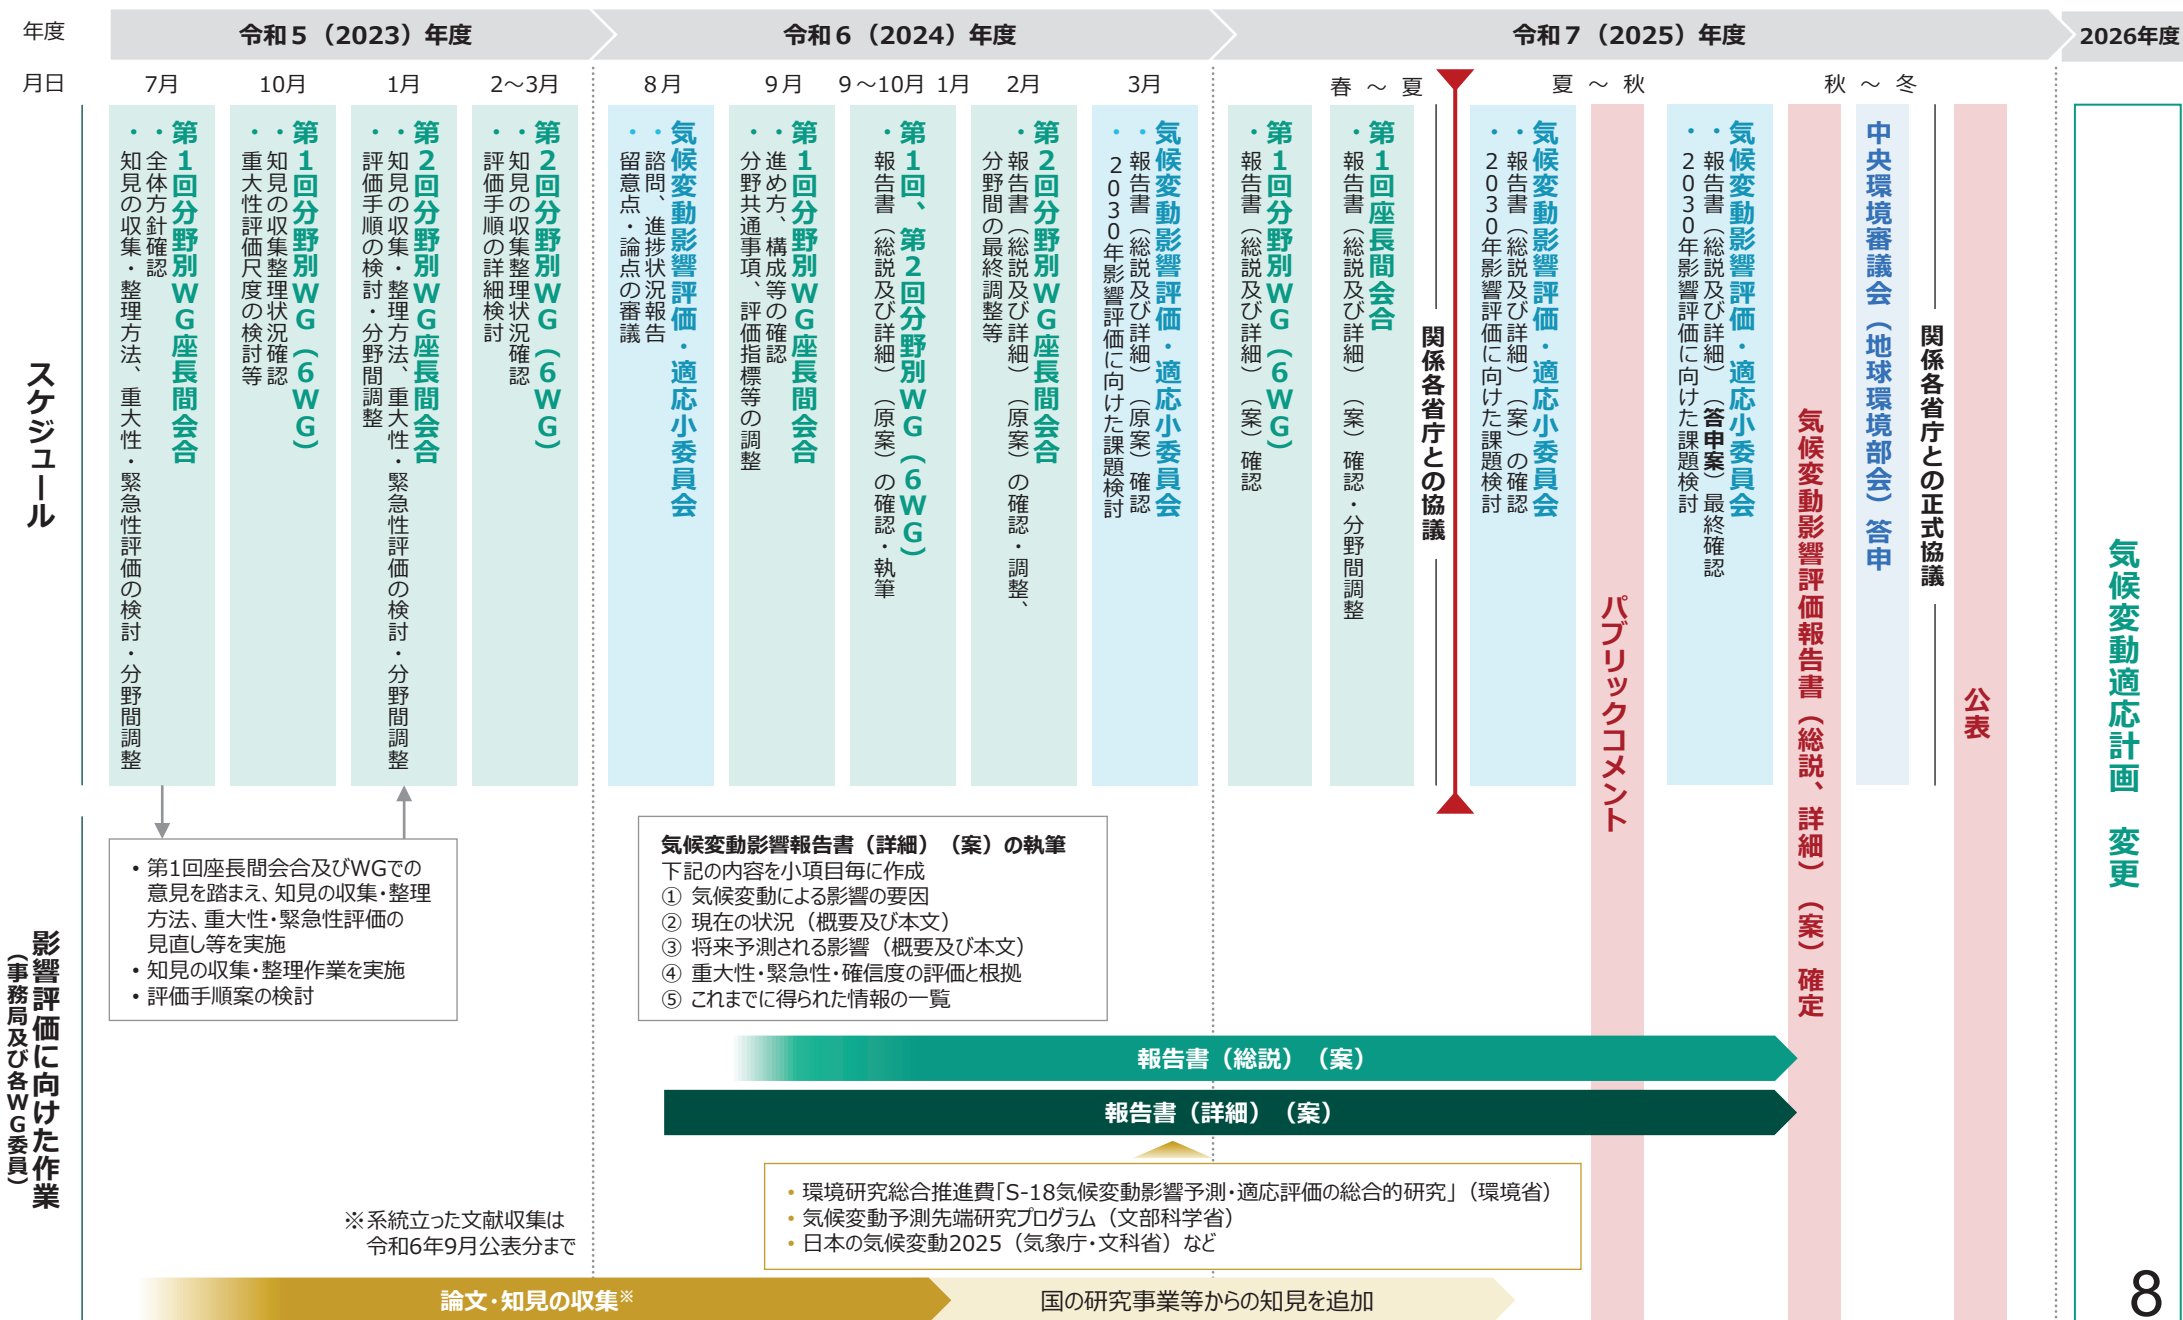 年度
令和５（2023）年度
令和６（2024）年度
令和７（2025）年度
2026年度
月日
7月
10月
1月
2～3月
8月
9月
9～10月
1月
2月
3月
春 ～ 夏
夏 ～ 秋
秋 ～ 冬
スケジュール
第1回分野別WG座長間会合
・全体方針確認
・知見の収集・整理方法、重大性・緊急性評価の検討・分野間調整
第1回分野別WG（6WG）
・知見の収集整理状況確認
・重大性評価尺度の検討等
第2回分野別WG座長間会合
・知見の収集・整理方法、重大性・緊急性評価の検討・分野間調整
・評価手順の検討・分野間調整
第2回分野別WG（6WG）
・知見の収集整理状況確認
・評価手順の詳細検討
気候変動影響評価・適応小委員会
・諮問、進捗状況報告
・留意点・論点の審議
第1回分野別WG座長間会合
・進め方、構成等の確認
・分野共通事項、評価指標等の調整
第1回、第2回分野別WG（6WG）
・報告書（総説及び詳細）（原案）の確認・執筆
第2回分野別WG座長間会合
・報告書（総説及び詳細）（原案）の確認・調整、
分野間の最終調整等
気候変動影響評価・適応小委員会
・報告書（総説及び詳細）（原案）確認
・2030年影響評価に向けた課題検討
第1回分野別WG（6WG）
・報告書（総説及び詳細）（案）確認
第1回座長間会合
・報告書（総説及び詳細）（案）確認・分野間調整
関係各省庁との協議
気候変動影響評価・適応小委員会
・報告書（総説及び詳細）（案）の確認
・2030年影響評価に向けた課題検討
パブリックコメント
気候変動影響評価・適応小委員会
・報告書（総説及び詳細）（答申案）最終確認
・2030年影響評価に向けた課題検討
気候変動影響評価報告書（総説、詳細）（案）確定
中央環境審議会（地球環境部会）答申
関係各省庁との正式協議
公表
気候変動適応計画 変更
影響評価に向けた作業
（事務局及び各WG委員）
• 第1回座長間会合及びWGでの
意見を踏まえ、知見の収集・整理
方法、重大性・緊急性評価の
見直し等を実施
• 知見の収集・整理作業を実施
• 評価手順案の検討
気候変動影響報告書（詳細）（案）の執筆
下記の内容を小項目毎に作成
① 気候変動による影響の要因
② 現在の状況（概要及び本文）
③ 将来予測される影響（概要及び本文）
④ 重大性・緊急性・確信度の評価と根拠
⑤ これまでに得られた情報の一覧
報告書（総説）（案）
報告書（詳細）（案）
• 環境研究総合推進費「S-18気候変動影響予測・適応評価の総合的研究」（環境省）
• 気候変動予測先端研究プログラム（文部科学省）
• 日本の気候変動2025（気象庁・文科省）など
※系統立った文献収集は
令和6年9月公表分まで
論文・知見の収集※
国の研究事業等からの知見を追加
8